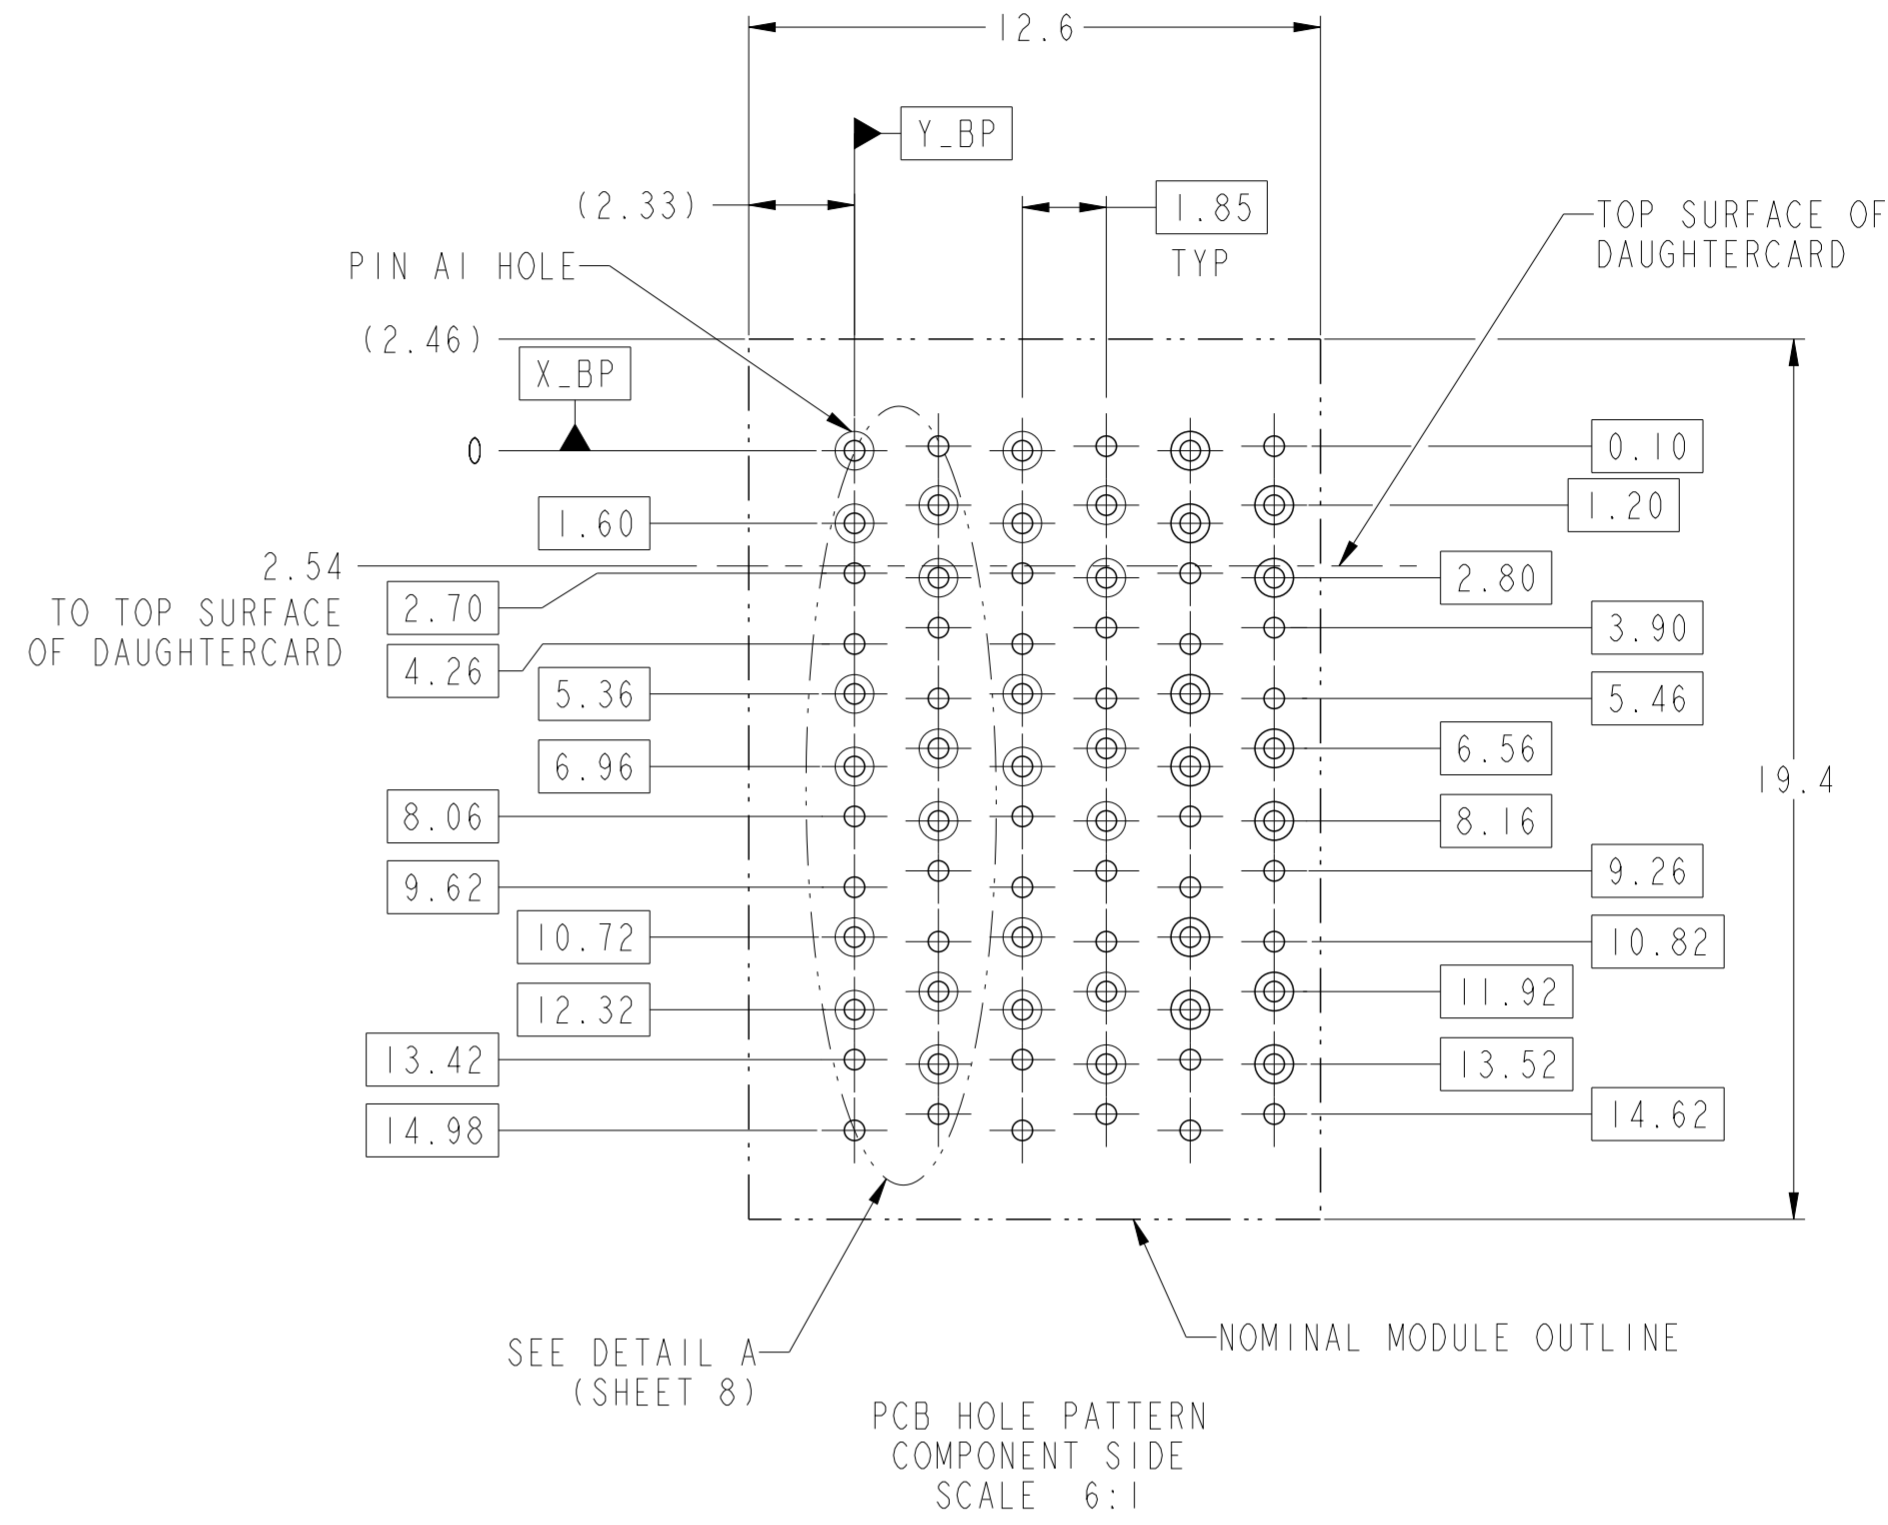 12.6
Y_BP
(2.33)
1.85
TYP
TOP SURFACE OF
DAUGHTERCARD
PIN A1 HOLE
(2.46)
X_BP
0
0.10
1.20
1.60
2.54
TO TOP SURFACE
OF DAUGHTERCARD
2.70
2.80
3.90
4.26
5.36
5.46
6.96
6.56
19.4
8.06
8.16
9.62
9.26
10.72
10.82
12.32
11.92
13.42
13.52
14.98
14.62
SEE DETAIL A
(SHEET 8)
NOMINAL MODULE OUTLINE
PCB HOLE PATTERN
COMPONENT SIDE
SCALE 6:1